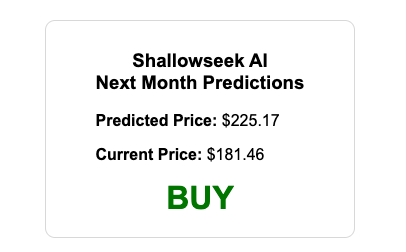 Shallowseek AI
Next Month Predictions
Predicted Price: $225.17
Current Price: $181.46
BUY